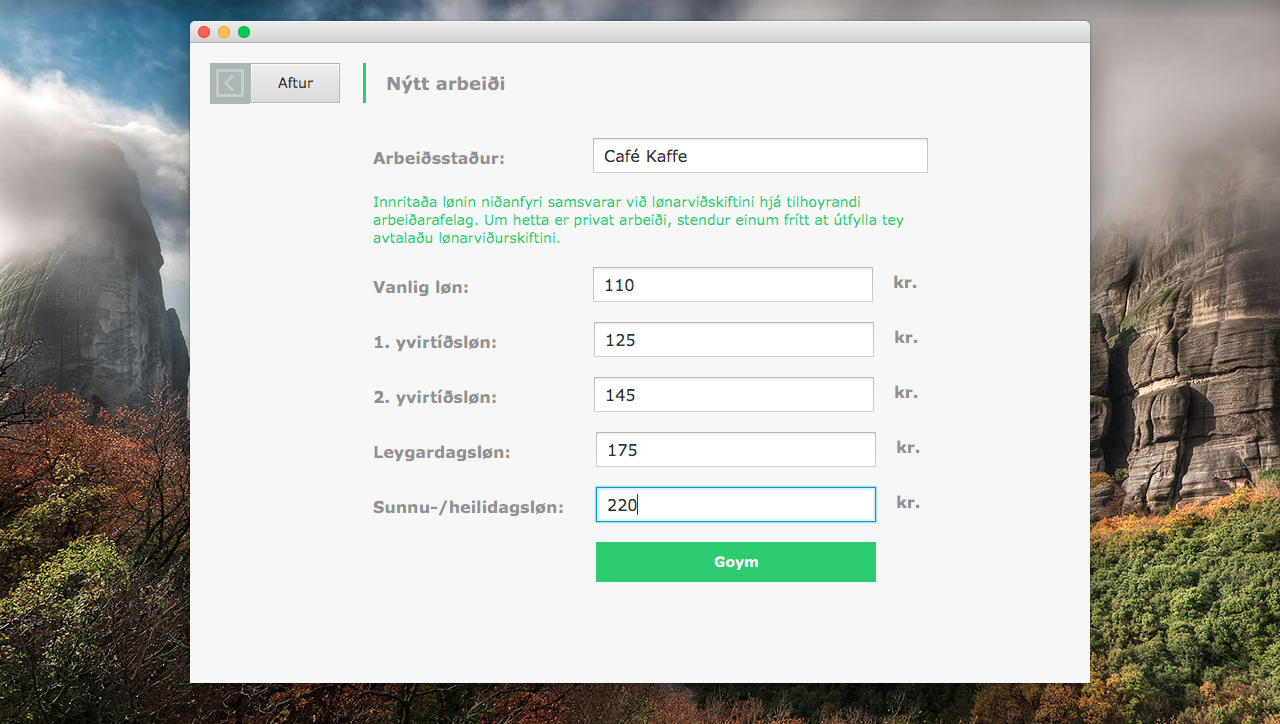 Aftur
Nýtt arbeiði
Arbeiðsstaður: Café Kaffe
Innritaða lønin niðanfyri samsvarar við lønarviðskiftini hjá tilhoyrandi
arbeiðarafelag. Um hetta er privat arbeiði, stendur einum frítt at útfylla tey
avtalaðu lønarviðurskiftini.
Vanlig løn: 110 kr.
1. yvirtíðsløn: 125 kr.
2. yvirtíðsløn: 145 kr.
Leygardagsløn: 175 kr.
Sunnu-/heilidagsløn: 220 kr.
Goym